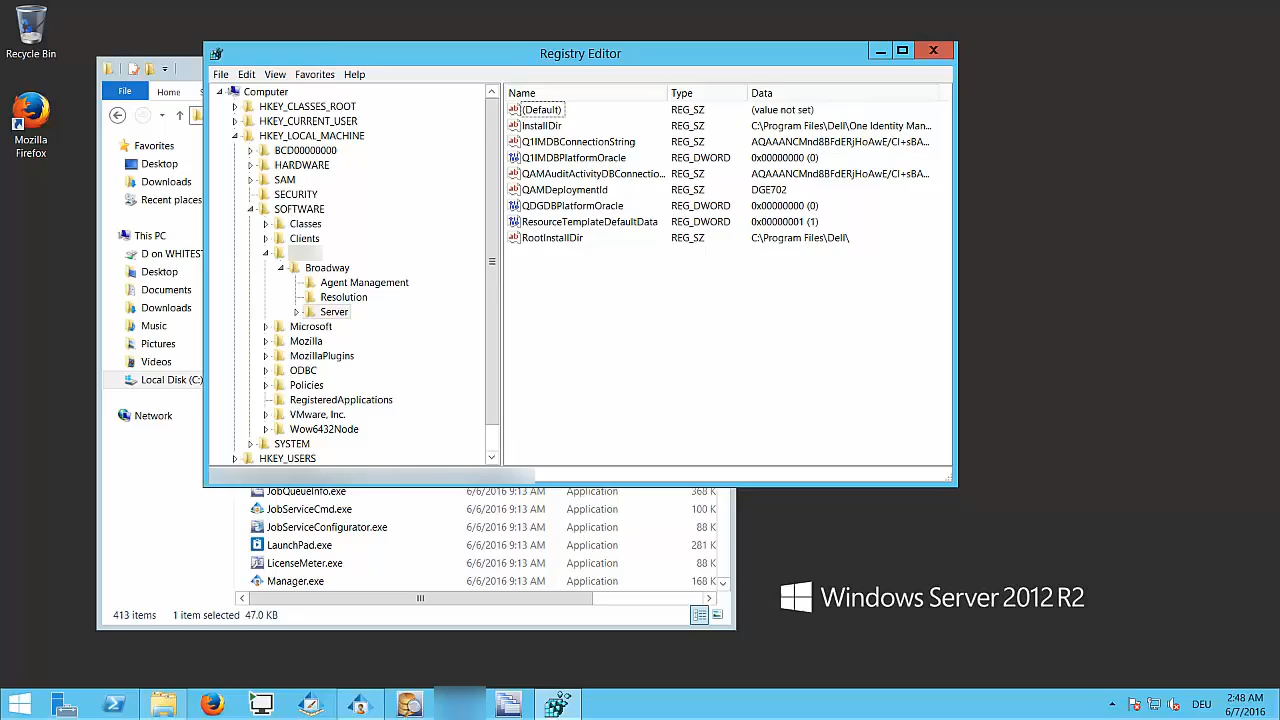 Recycle Bin
Mozilla
Firefox
Registry Editor
File Edit View Favorites Help
Computer
HKEY_CLASSES_ROOT
HKEY_CURRENT_USER
HKEY_LOCAL_MACHINE
BCD00000000
HARDWARE
SAM
SECURITY
SOFTWARE
Classes
Clients
Broadway
Agent Management
Resolution
Server
Microsoft
Mozilla
MozillaPlugins
ODBC
Policies
RegisteredApplications
VMware, Inc.
Wow6432Node
SYSTEM
HKEY_USERS
Name Type Data
(Default) REG_SZ (value not set)
InstallDir REG_SZ C:\Program Files\Dell\One Identity Man...
Q1IMDBConnectionString REG_SZ AQAAANCMnd8BFdERjHoAwE/Cl+sBA...
Q1IMDBPlatformOracle REG_DWORD 0x00000000 (0)
QAMAuditActivityDBConnectio... REG_SZ AQAAANCMnd8BFdERjHoAwE/Cl+sBA...
QAMDeploymentId REG_SZ DGE702
QDGDBPlatformOracle REG_DWORD 0x00000000 (0)
ResourceTemplateDefaultData REG_DWORD 0x00000001 (1)
RootInstallDir REG_SZ C:\Program Files\Dell\
File Home
Favorites
Desktop
Downloads
Recent places
This PC
D on WHITEST
Desktop
Documents
Downloads
Music
Pictures
Videos
Local Disk (C:)
Network
JobQueueInfo.exe 6/6/2016 9:13 AM Application 368 K
JobServiceCmd.exe 6/6/2016 9:13 AM Application 100 K
JobServiceConfigurator.exe 6/6/2016 9:13 AM Application 88 K
LaunchPad.exe 6/6/2016 9:13 AM Application 281 K
LicenseMeter.exe 6/6/2016 9:13 AM Application 88 K
Manager.exe 6/6/2016 9:13 AM Application 168 K
413 items 1 item selected 47.0 KB
Windows Server 2012 R2
DEU
2:48 AM
6/7/2016